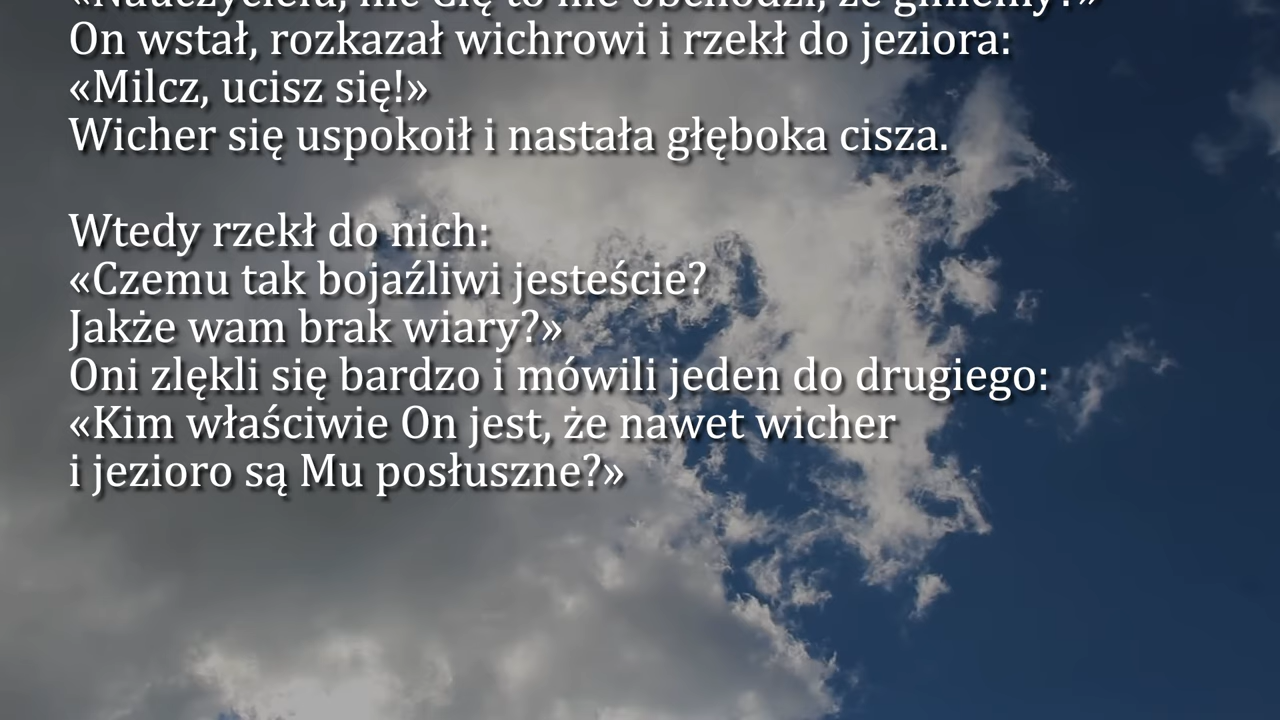 On wstał, rozkazał wichrowi i rzekł do jeziora:
«Milcz, ucisz się!»
Wicher się uspokoił i nastała głęboka cisza.
Wtedy rzekł do nich:
«Czemu tak bojaźliwi jesteście?
Jakże wam brak wiary?»
Oni zlękli się bardzo i mówili jeden do drugiego:
«Kim właściwie On jest, że nawet wicher
i jezioro są Mu posłuszne?»